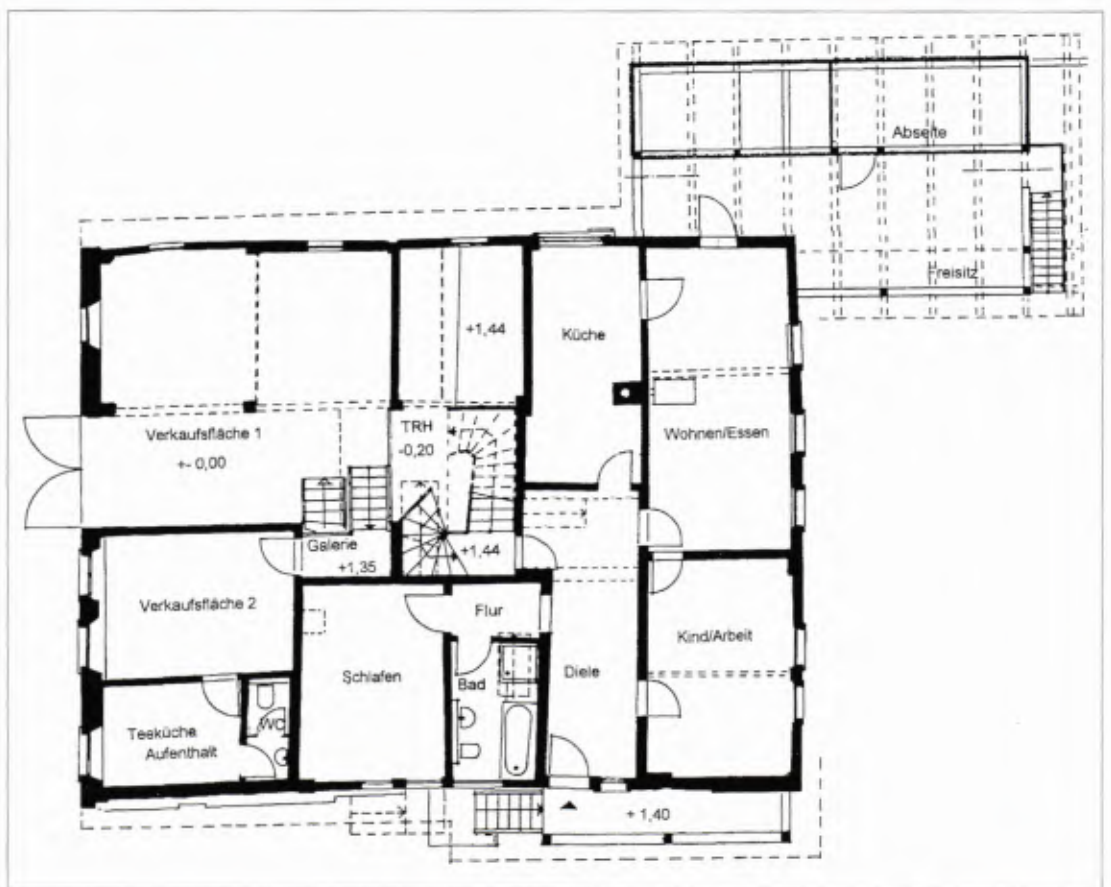 Abseite
Freisitz
+1,44
Küche
Verkaufsfläche 1
+- 0,00
TRH
-0,20
Wohnen/Essen
Galerie
+1,35
+1,44
Verkaufsfläche 2
Flur
Kind/Arbeit
Schlafen
Bad
Diele
Teeküche
Aufenthalt
WC
+ 1,40